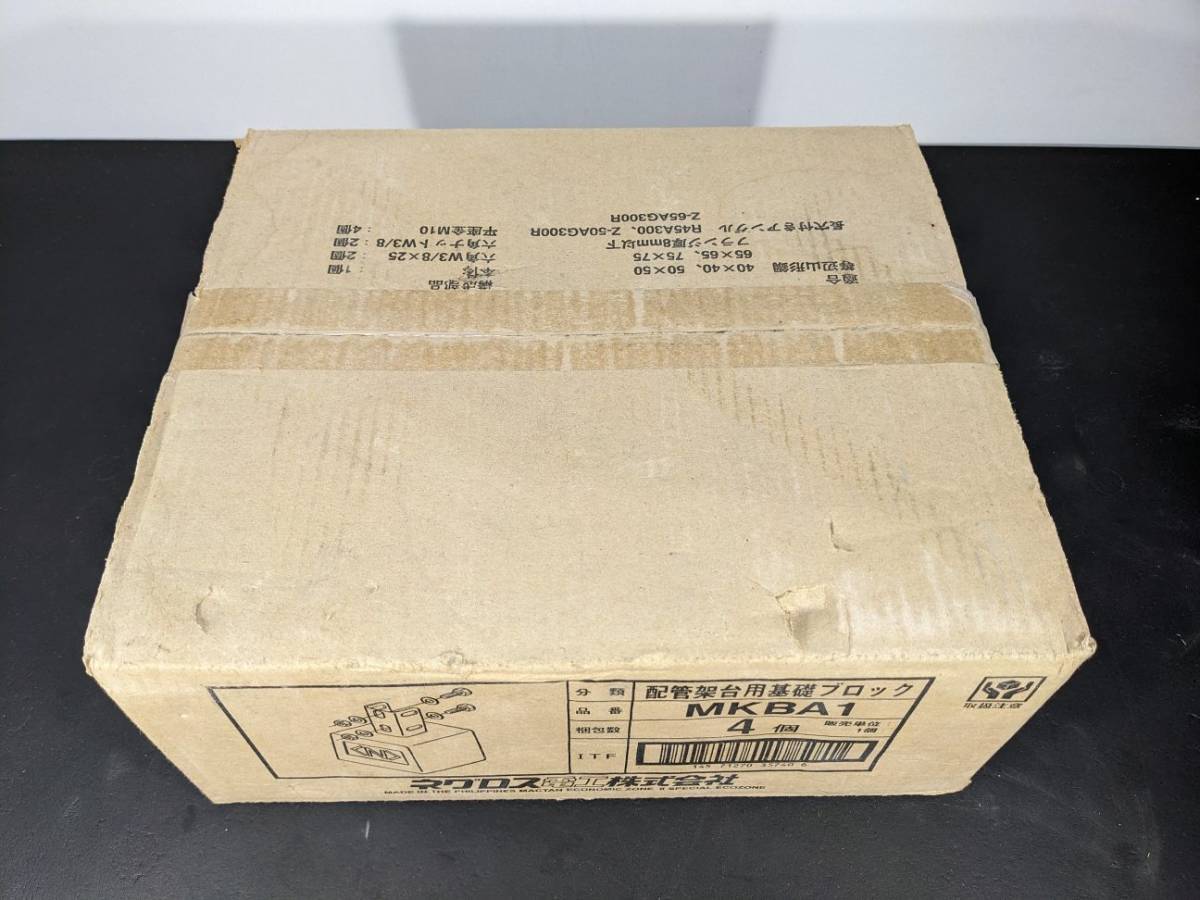 適合
等辺山形鋼 40×40、50×50
65×65、75×75
フランジ厚8mm以下
長穴付きアングル R45A300、Z-50AG300R
Z-65AG300R
構成部品
本体 :1個
六角W3/8×25 :2個
六角ナットW3/8:2個
平座金M10 :4個
分類 配管架台用基礎ブロック
品番 MKBA1
梱包数 4個 販売単位:1個
ITF 145 71270 35740 6
取扱注意
ネグロス電工株式会社
MADE IN THE PHILIPPINES MACTAN ECONOMIC ZONE II SPECIAL ECOZONE